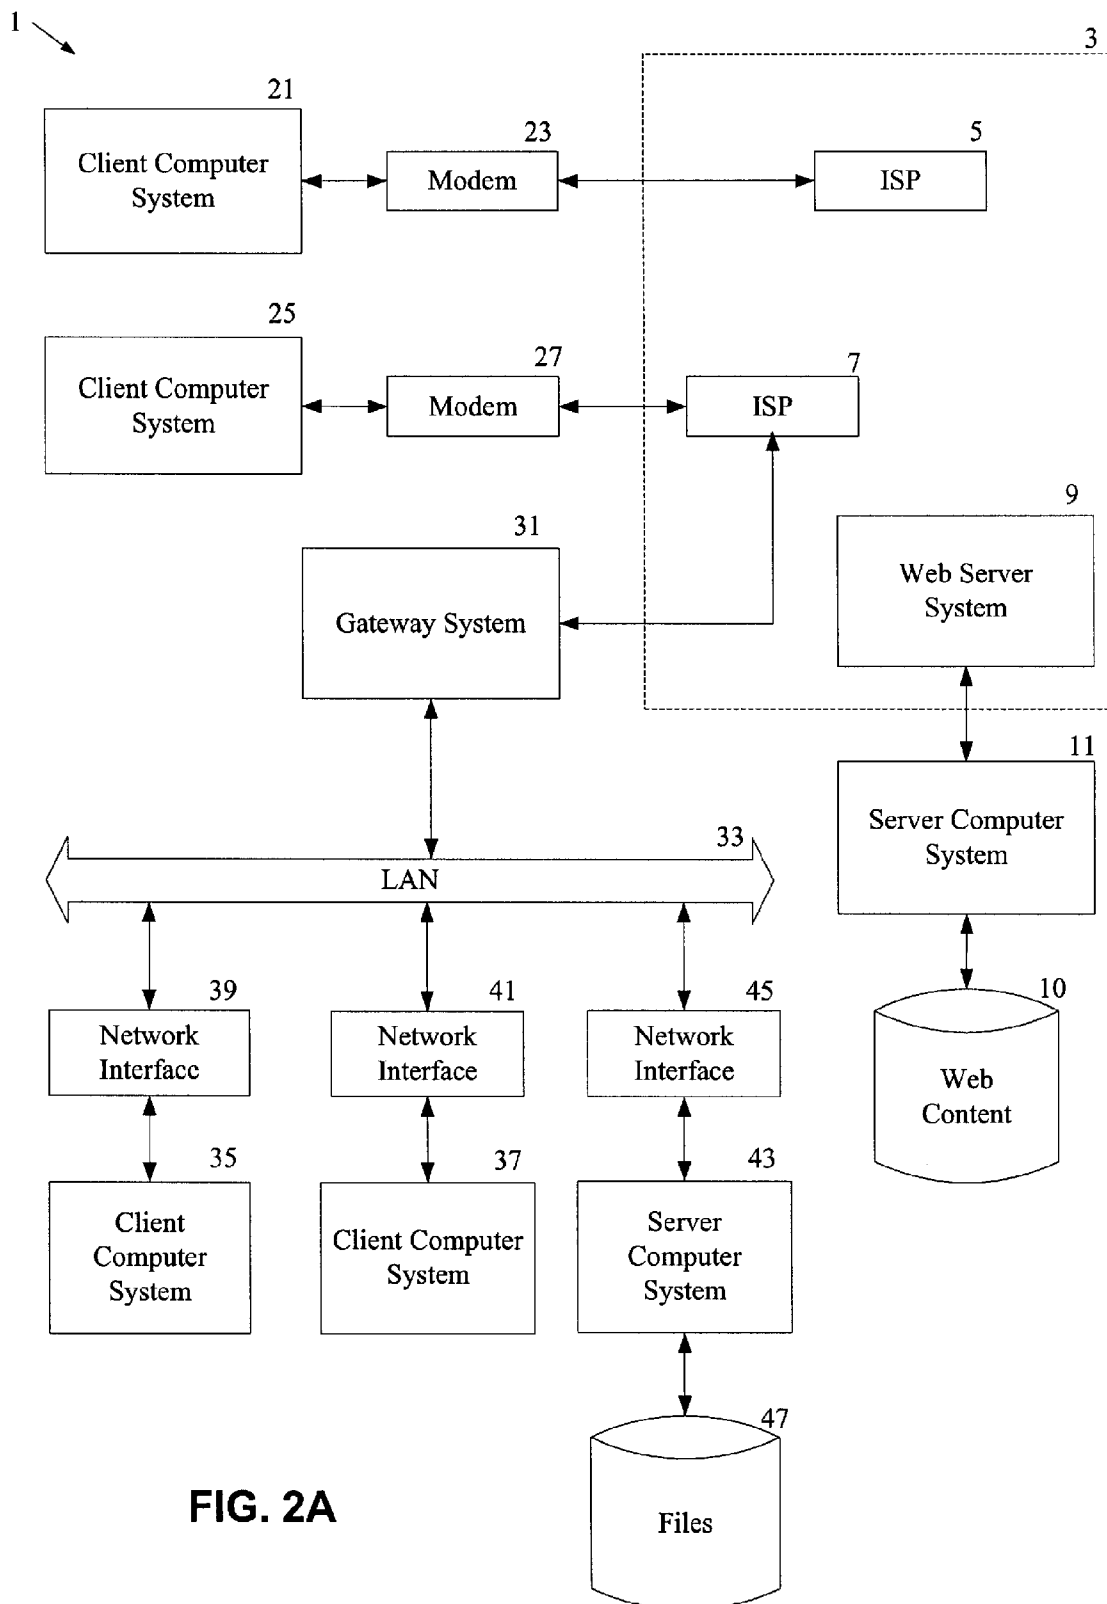 1
3
21
Client Computer
System
23
Modem
5
ISP
25
Client Computer
System
27
Modem
7
ISP
9
Web Server
System
31
Gateway System
11
Server Computer
System
33
LAN
10
Web
Content
39
Network
Interface
41
Network
Interface
45
Network
Interface
35
Client
Computer
System
37
Client Computer
System
43
Server
Computer
System
47
Files
FIG. 2A